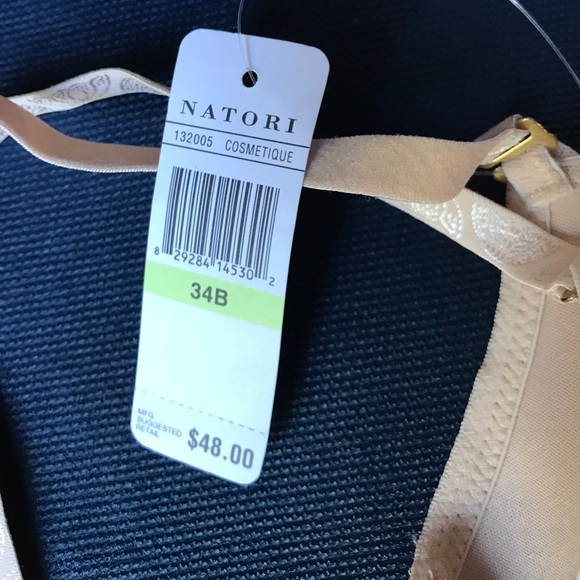 NATORI
132005 COSMETIQUE
8 29284 14530 2
34B
MFG
SUGGESTED
RETAIL
$48.00